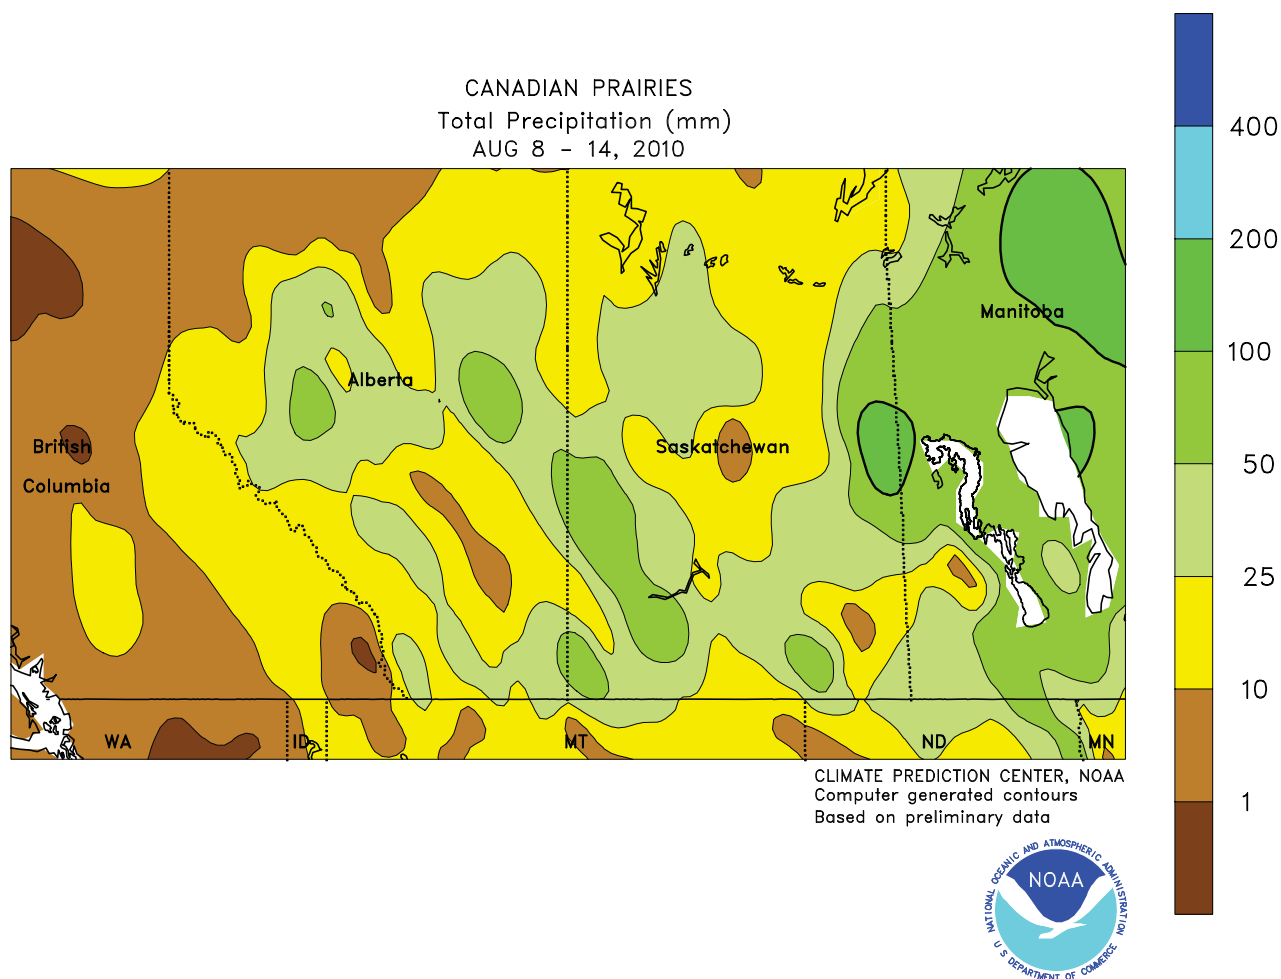 CANADIAN PRAIRIES
Total Precipitation (mm)
AUG 8 - 14, 2010
400
200
100
50
25
10
1
Manitoba
Alberta
British
Columbia
Saskatchewan
WA
ID
MT
ND
MN
CLIMATE PREDICTION CENTER, NOAA
Computer generated contours
Based on preliminary data
NATIONAL OCEANIC AND ATMOSPHERIC ADMINISTRATION
NOAA
U S DEPARTMENT OF COMMERCE